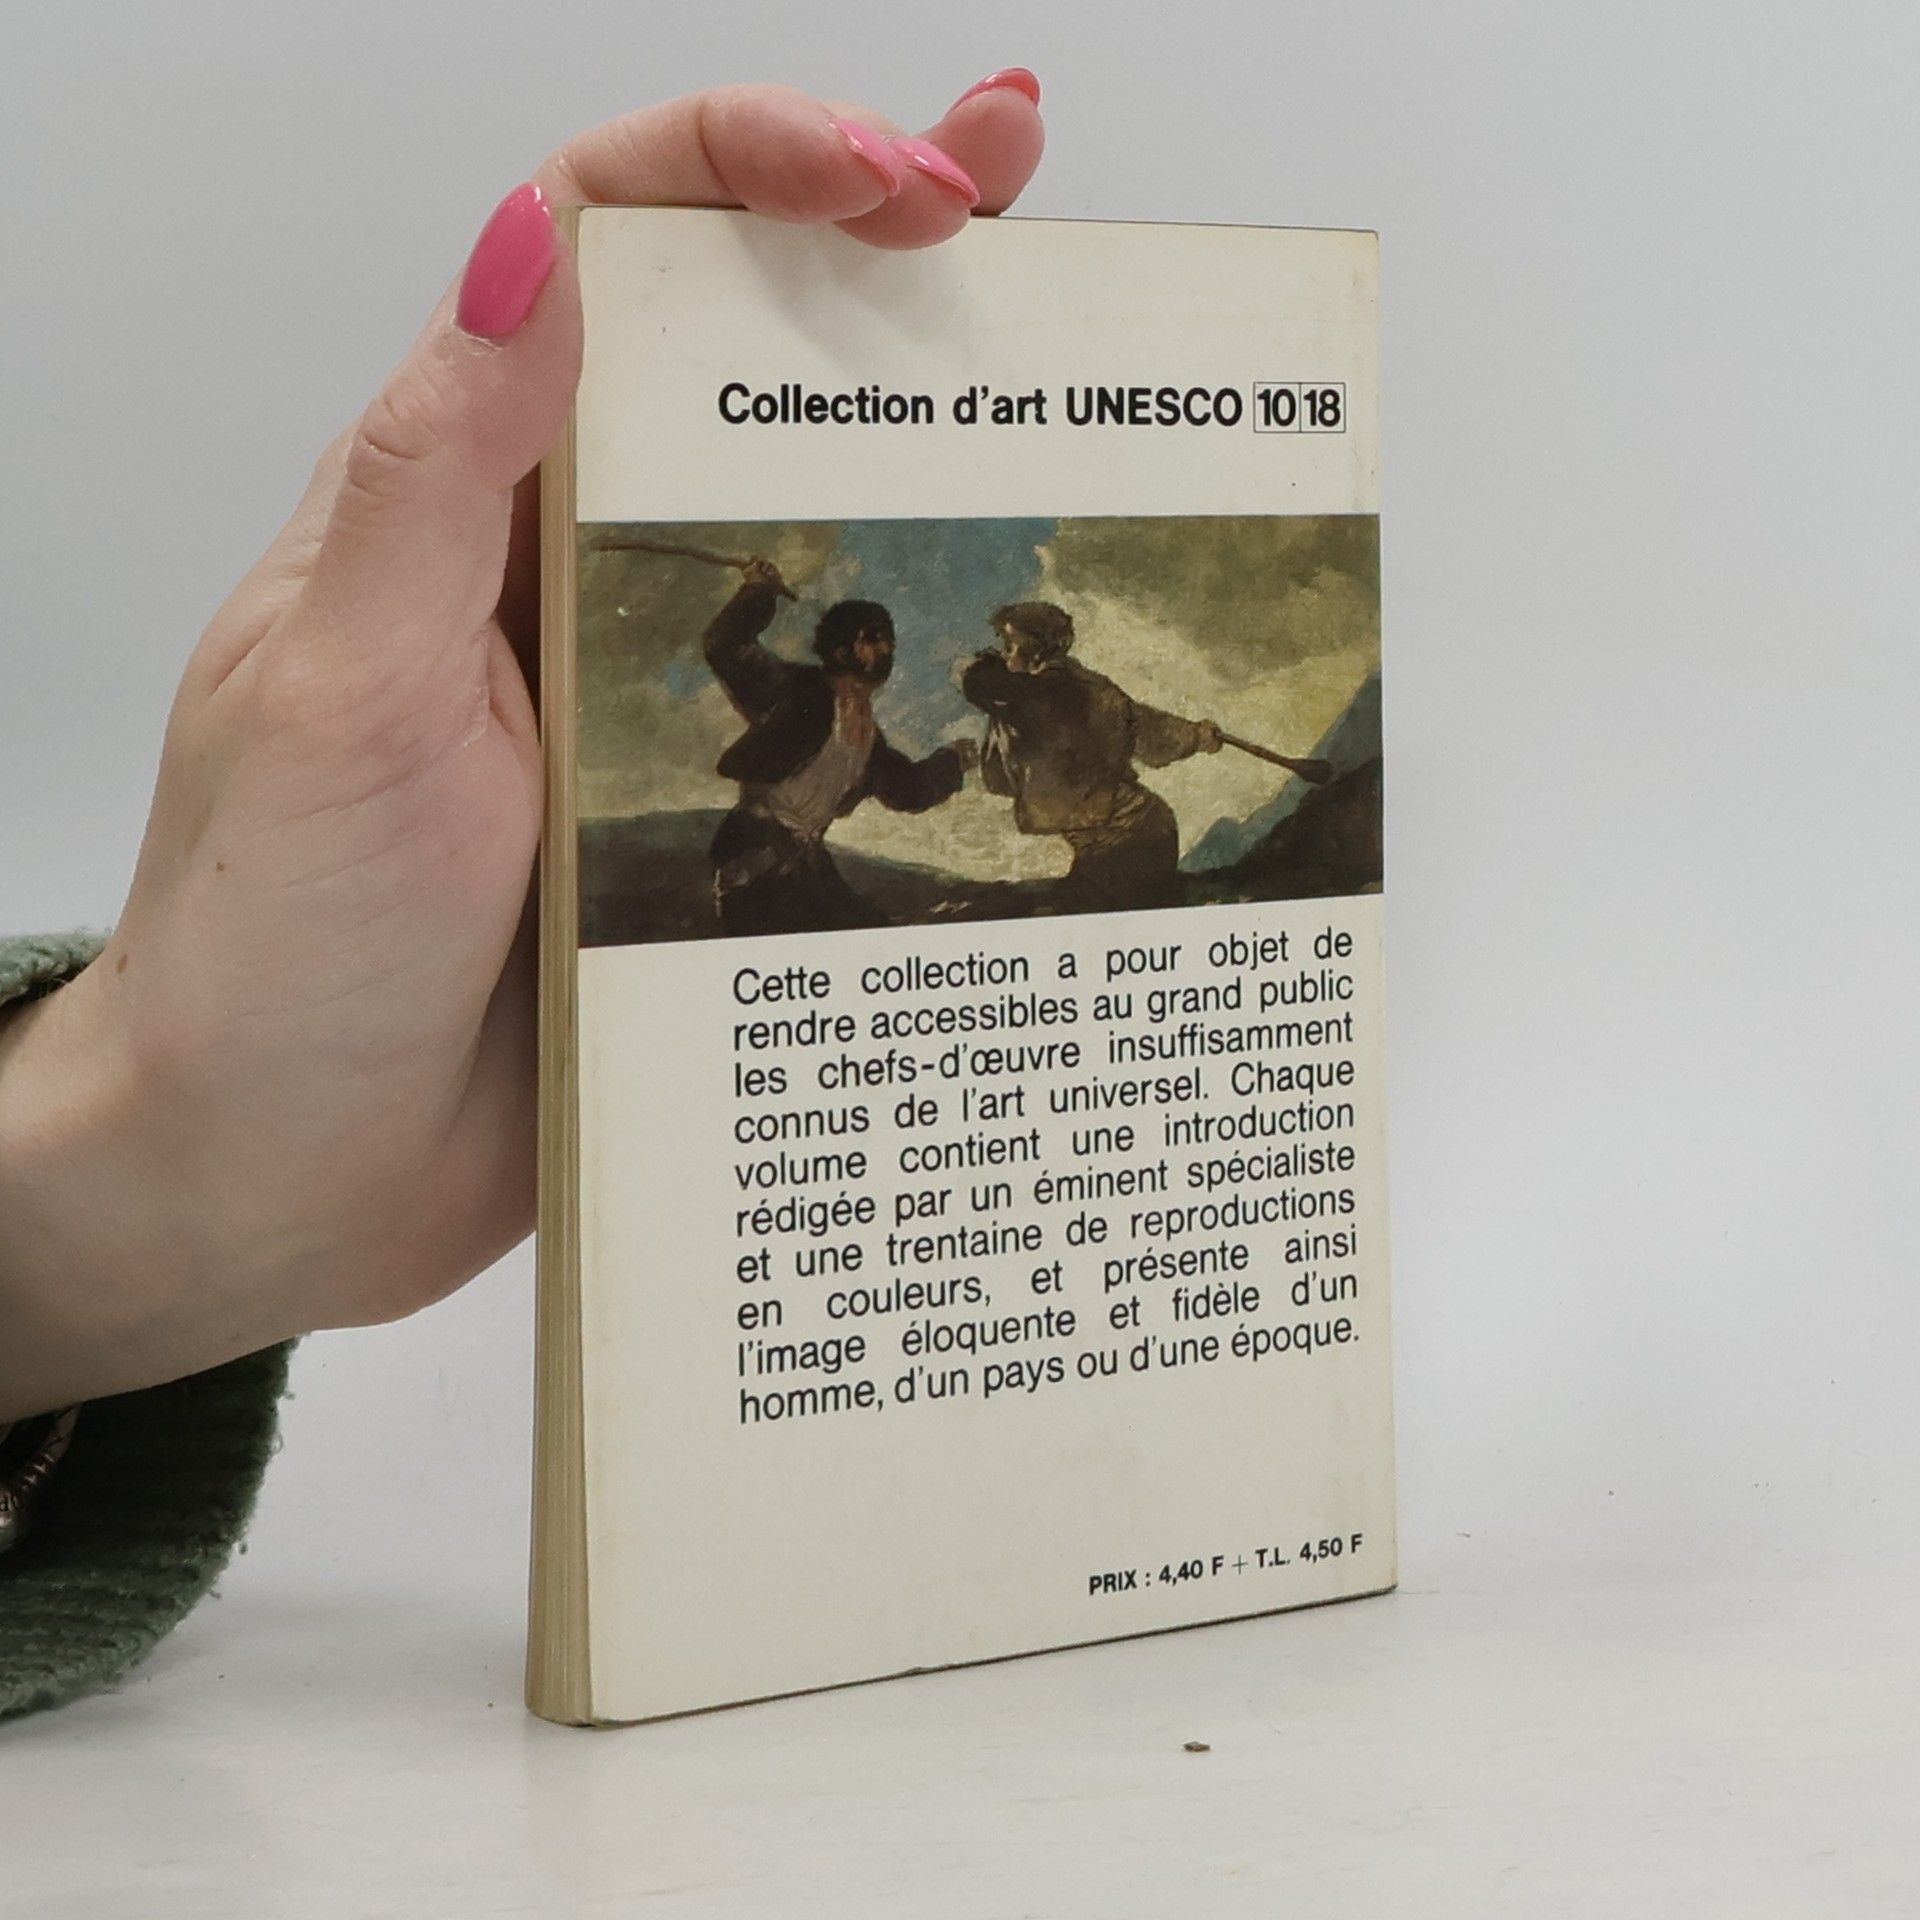 Collection d'art UNESCO 10 18
Cette collection a pour objet de
rendre accessibles au grand public
les chefs-d'œuvre insuffisamment
connus de l'art universel. Chaque
volume contient une introduction
rédigée par un éminent spécialiste
et une trentaine de reproductions
en couleurs, et présente ainsi
l'image éloquente et fidèle d'un
homme, d'un pays ou d'une époque.
PRIX : 4,40 F + T.L. 4,50 F